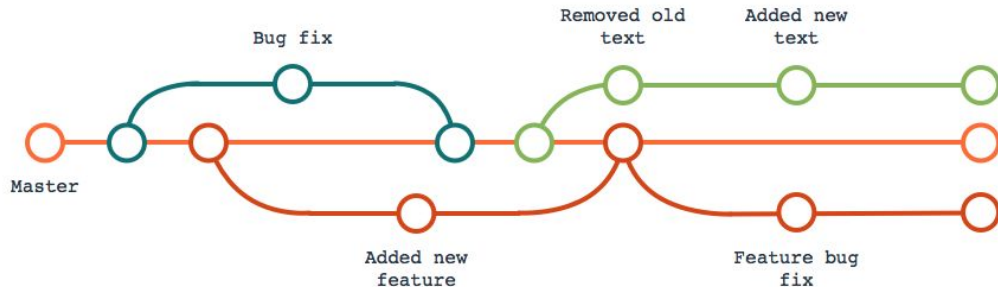 Bug fix
Removed old
text
Added new
text
Master
Added new
feature
Feature bug
fix